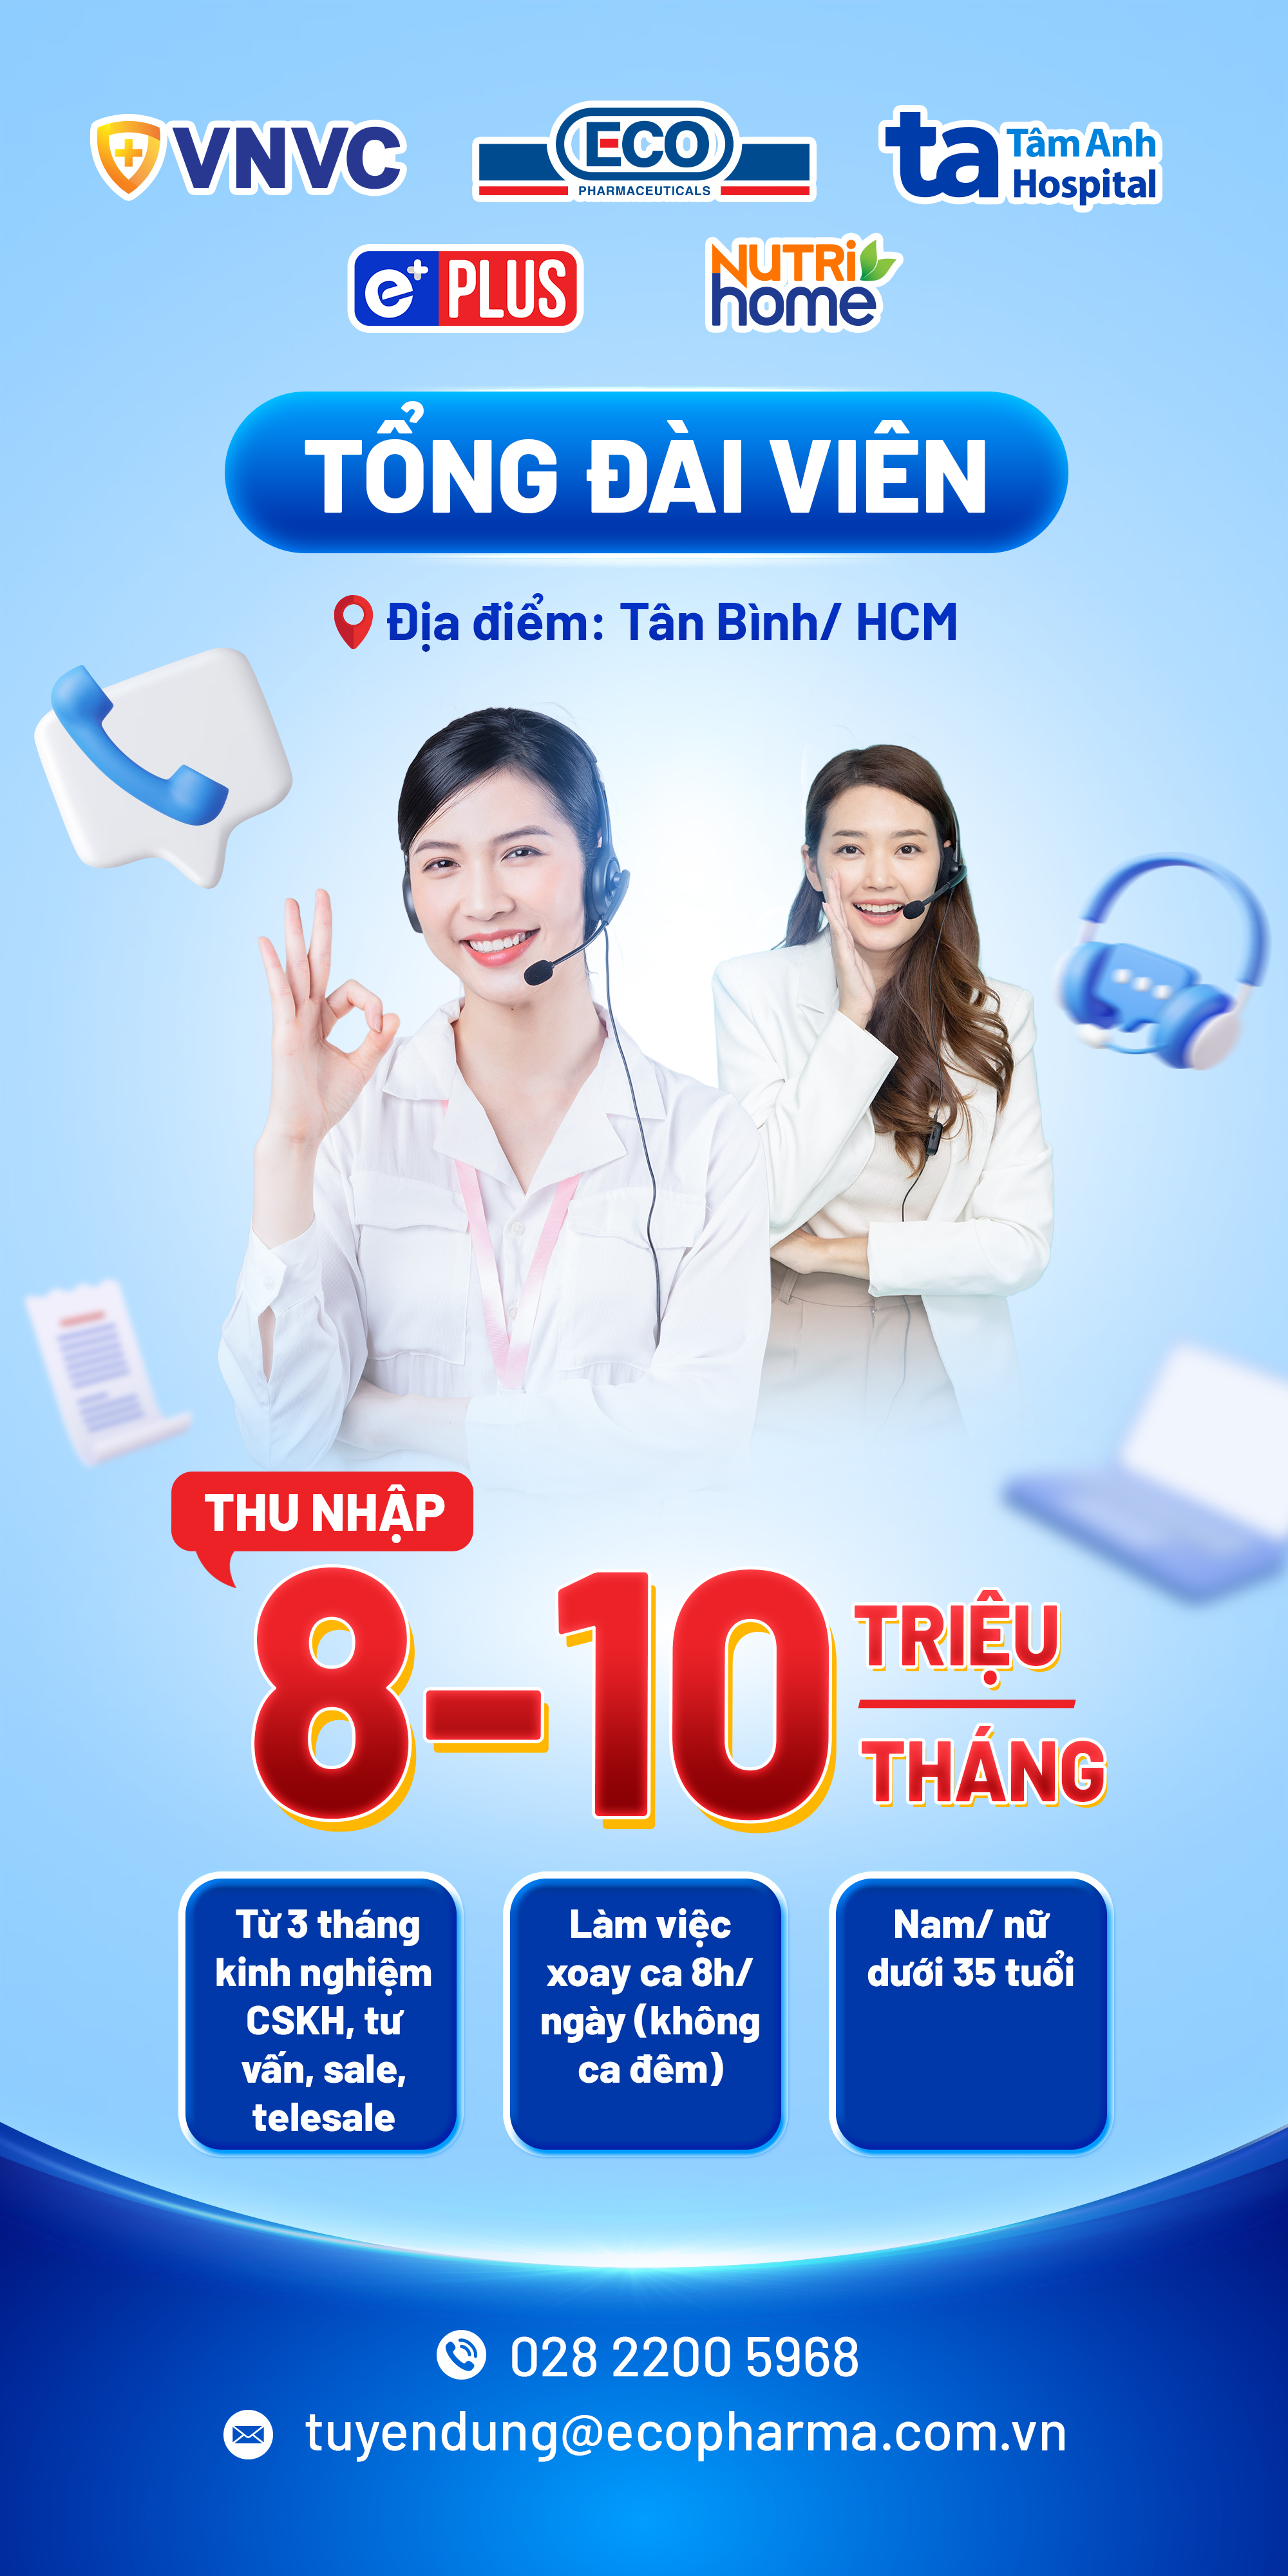 VNVC
ECO
PHARMACEUTICALS
ta Tâm Anh
Hospital
e+ PLUS
NUTRi
home
TỔNG ĐÀI VIÊN
Địa điểm: Tân Bình/ HCM
THU NHẬP
8-10 TRIỆU
THÁNG
Từ 3 tháng
kinh nghiệm
CSKH, tư
vấn, sale,
telesale
Làm việc
xoay ca 8h/
ngày (không
ca đêm)
Nam/ nữ
dưới 35 tuổi
028 2200 5968
tuyendung@ecopharma.com.vn